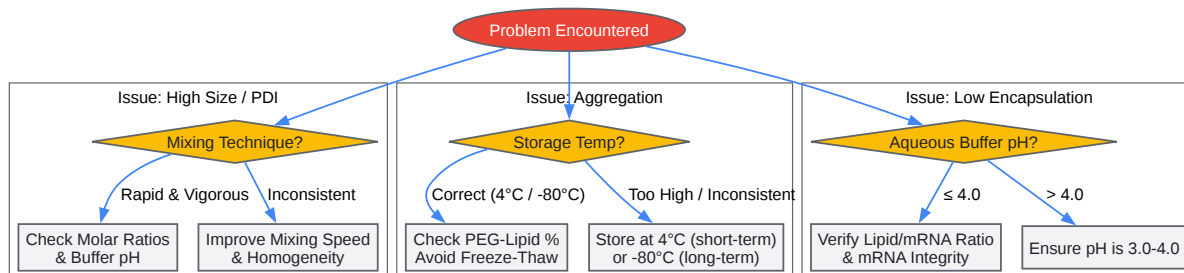 Problem Encountered
Issue: High Size / PDI
Issue: Aggregation
Issue: Low Encapsulation
Mixing Technique?
Storage Temp?
Aqueous Buffer pH?
Rapid & Vigorous
Inconsistent
Correct (4°C / -80°C)
Too High / Inconsistent
≤ 4.0
> 4.0
Check Molar Ratios
& Buffer pH
Improve Mixing Speed
& Homogeneity
Check PEG-Lipid %
Avoid Freeze-Thaw
Store at 4°C (short-term)
or -80°C (long-term)
Verify Lipid/mRNA Ratio
& mRNA Integrity
Ensure pH is 3.0-4.0